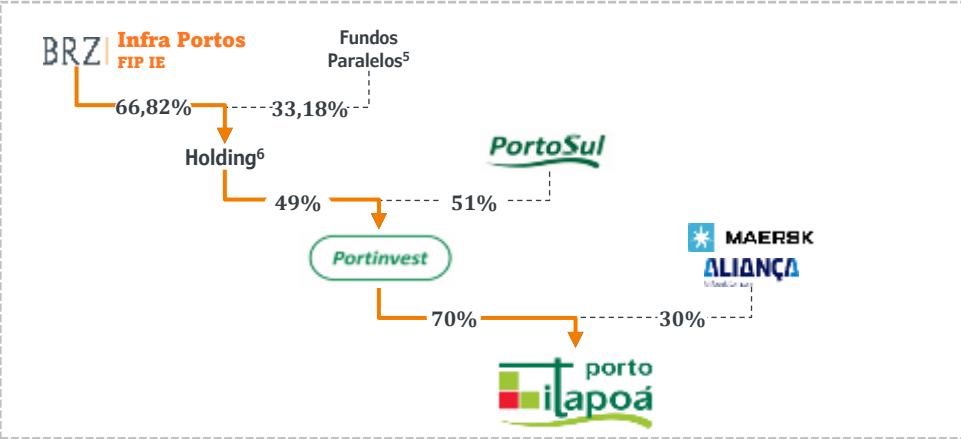 BRZ
Infra Portos
FIP IE
Fundos
Paralelos⁵
66,82%
33,18%
Holding⁶
PortoSul
49%
51%
Portinvest
MAERSK
ALIANÇA
70%
30%
porto
itapoá